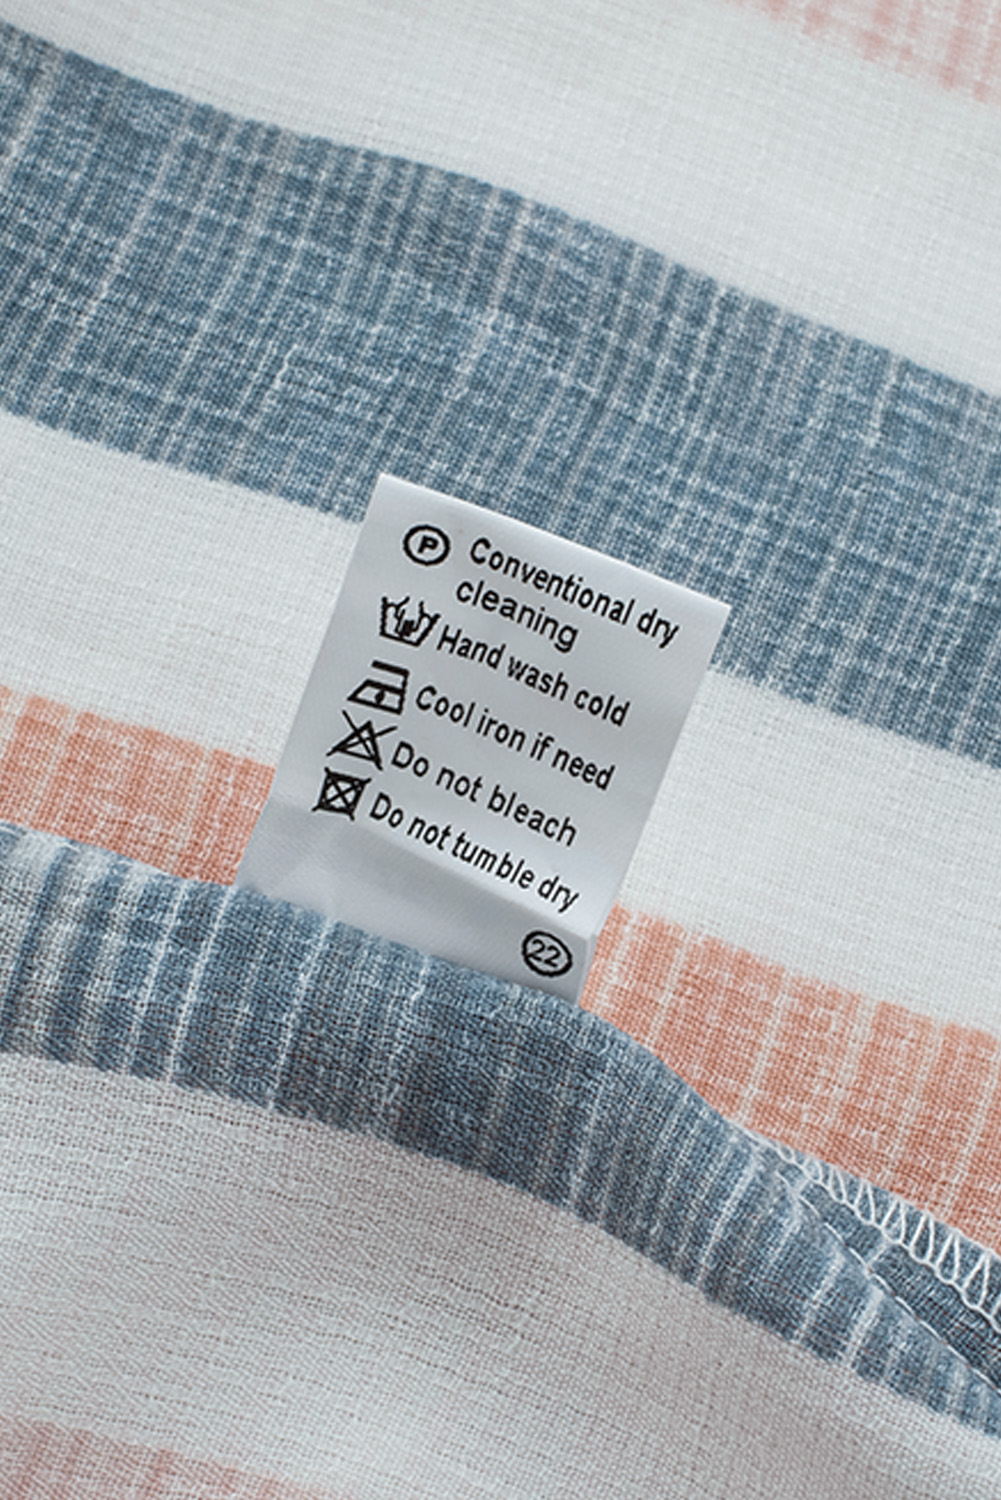 P Conventional dry
cleaning
Hand wash cold
Cool iron if need
Do not bleach
Do not tumble dry
22